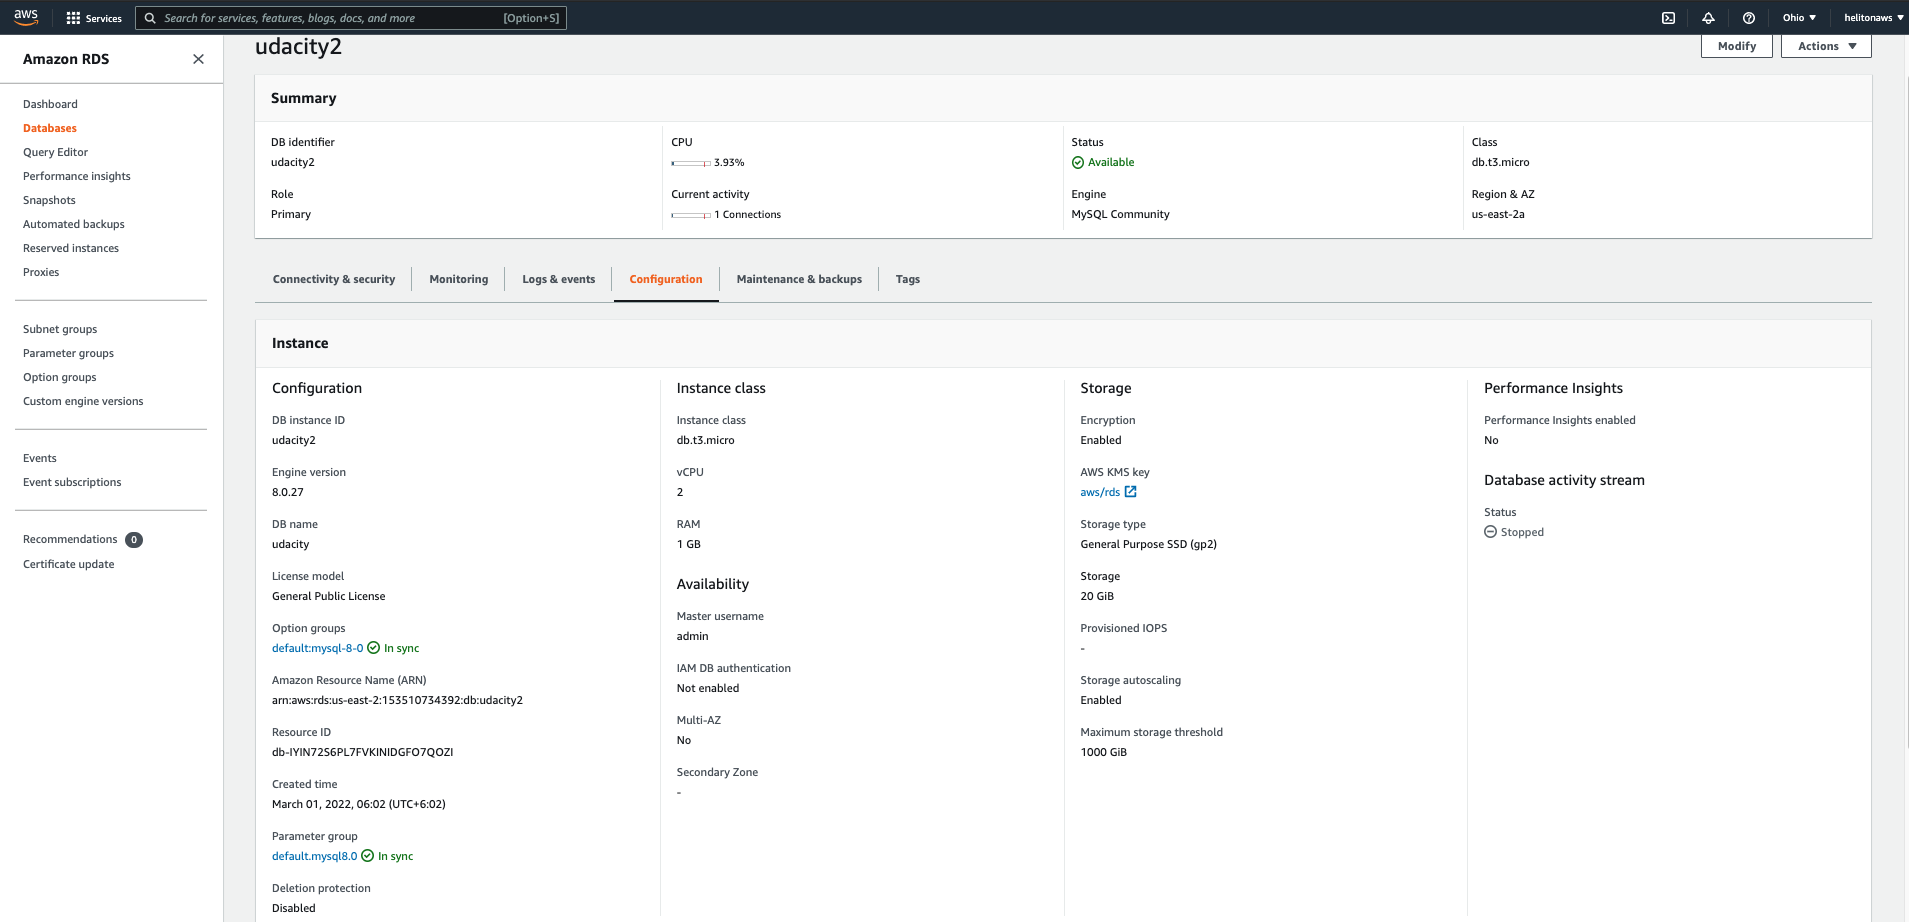 aws
Services
Search for services, features, blogs, docs, and more
[Option+S]
Ohio
helitonaws
Amazon RDS
Dashboard
Databases
Query Editor
Performance insights
Snapshots
Automated backups
Reserved instances
Proxies
Subnet groups
Parameter groups
Option groups
Custom engine versions
Events
Event subscriptions
Recommendations 0
Certificate update
udacity2
Modify
Actions
Summary
DB identifier
udacity2
CPU
3.93%
Status
Available
Class
db.t3.micro
Role
Primary
Current activity
1 Connections
Engine
MySQL Community
Region & AZ
us-east-2a
Connectivity & security
Monitoring
Logs & events
Configuration
Maintenance & backups
Tags
Instance
Configuration
DB instance ID
udacity2
Engine version
8.0.27
DB name
udacity
License model
General Public License
Option groups
default:mysql-8-0 In sync
Amazon Resource Name (ARN)
arn:aws:rds:us-east-2:153510734392:db:udacity2
Resource ID
db-IYIN72S6PL7FVKINIDGFO7QOZI
Created time
March 01, 2022, 06:02 (UTC+6:02)
Parameter group
default.mysql8.0 In sync
Deletion protection
Disabled
Instance class
Instance class
db.t3.micro
vCPU
2
RAM
1 GB
Availability
Master username
admin
IAM DB authentication
Not enabled
Multi-AZ
No
Secondary Zone
-
Storage
Encryption
Enabled
AWS KMS key
aws/rds
Storage type
General Purpose SSD (gp2)
Storage
20 GiB
Provisioned IOPS
-
Storage autoscaling
Enabled
Maximum storage threshold
1000 GiB
Performance Insights
Performance Insights enabled
No
Database activity stream
Status
Stopped